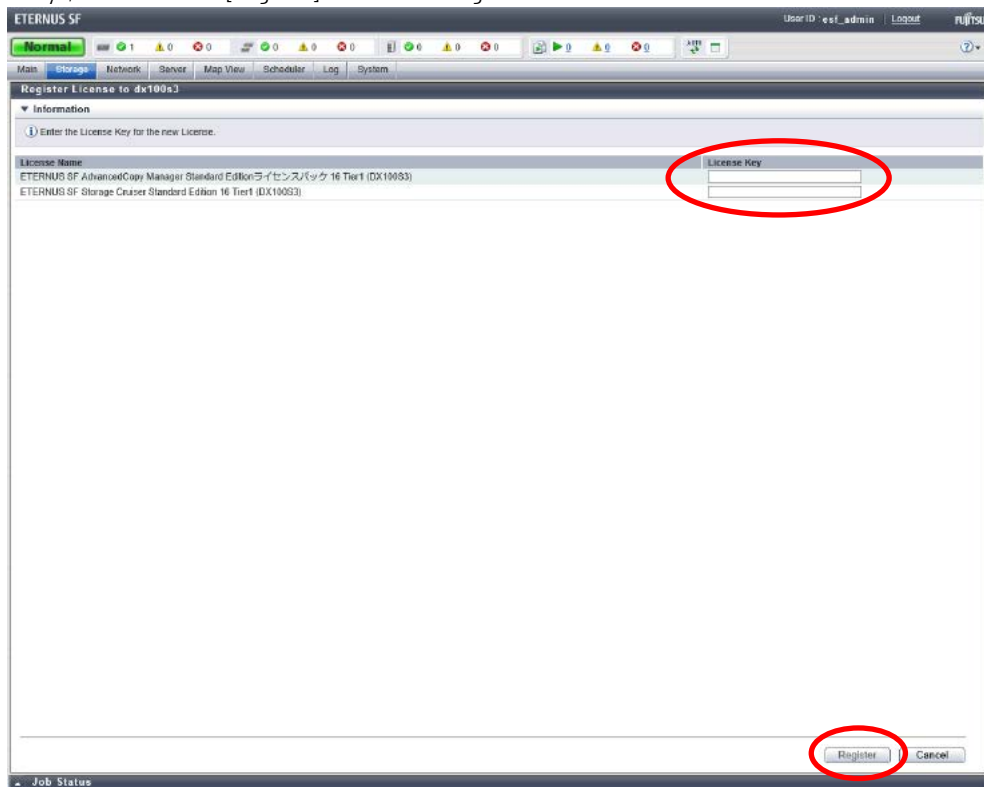 ETERNUS SF User ID : esf_admin Logout FUJITSU
Normal 1 0 0 0 0 0 0 0 0 0 0 0
Main Storage Network Server Map View Scheduler Log System
Register License to dx100s3
Information
Enter the License Key for the new License.
License Name License Key
ETERNUS SF AdvancedCopy Manager Standard Editionライセンスパック 16 Tier1 (DX100S3)
ETERNUS SF Storage Cruiser Standard Edition 16 Tier1 (DX100S3)
Register Cancel
Job Status